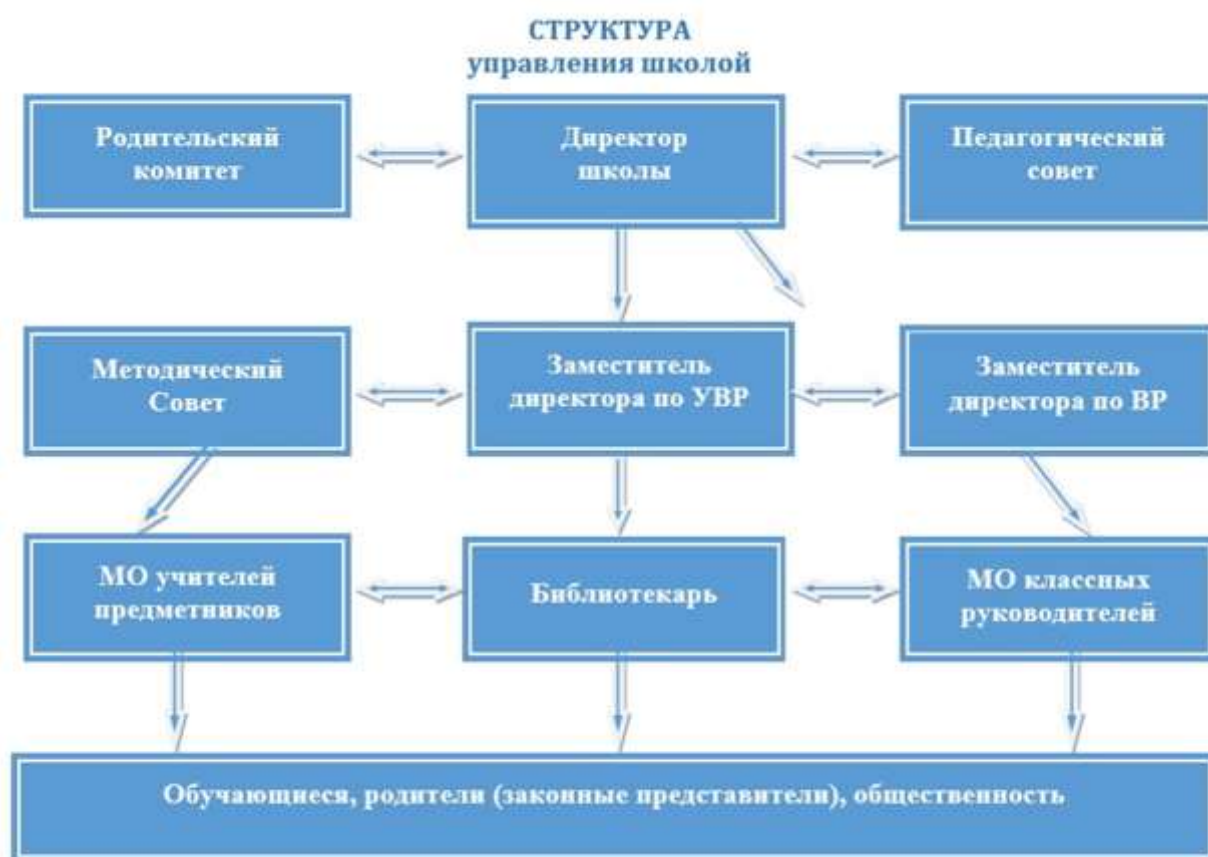 СТРУКТУРА
управления школой
Родительский
комитет
Директор
школы
Педагогический
совет
Методический
Совет
Заместитель
директора по УВР
Заместитель
директора по ВР
МО учителей
предметников
Библиотекарь
МО классных
руководителей
Обучающиеся, родители (законные представители), общественность